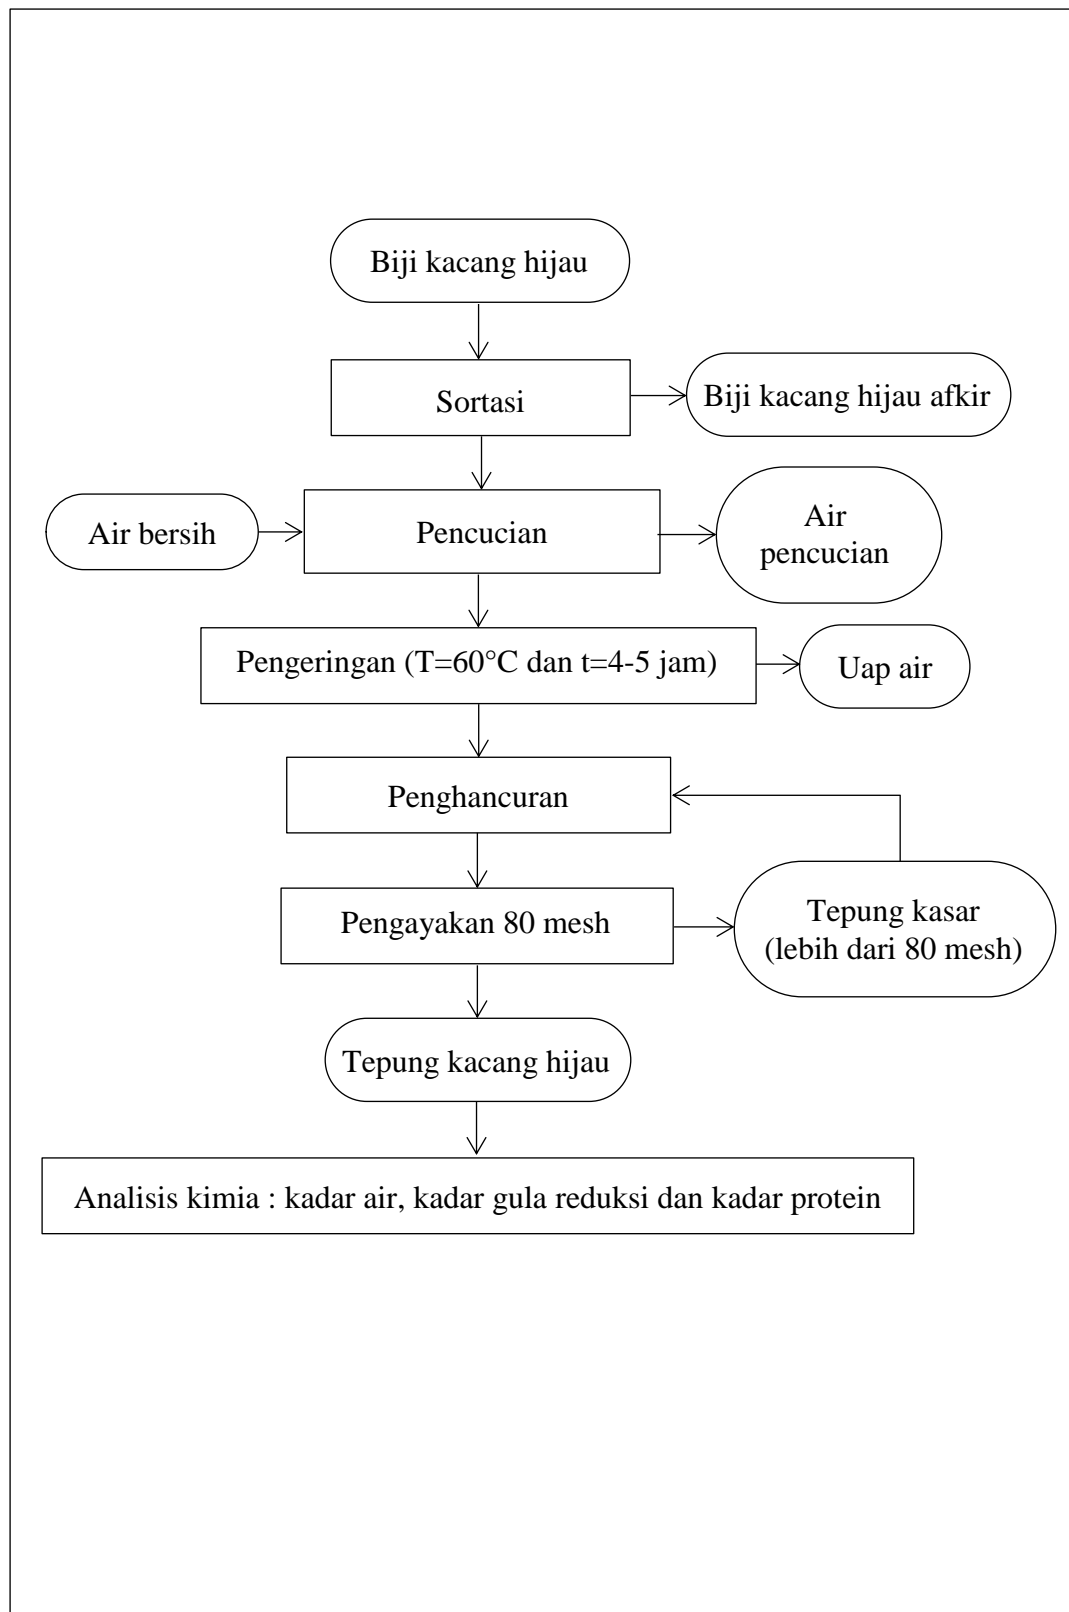 Biji kacang hijau
Sortasi
Biji kacang hijau afkir
Air bersih
Pencucian
Air
pencucian
Pengeringan (T=60°C dan t=4-5 jam)
Uap air
Penghancuran
Pengayakan 80 mesh
Tepung kasar
(lebih dari 80 mesh)
Tepung kacang hijau
Analisis kimia : kadar air, kadar gula reduksi dan kadar protein